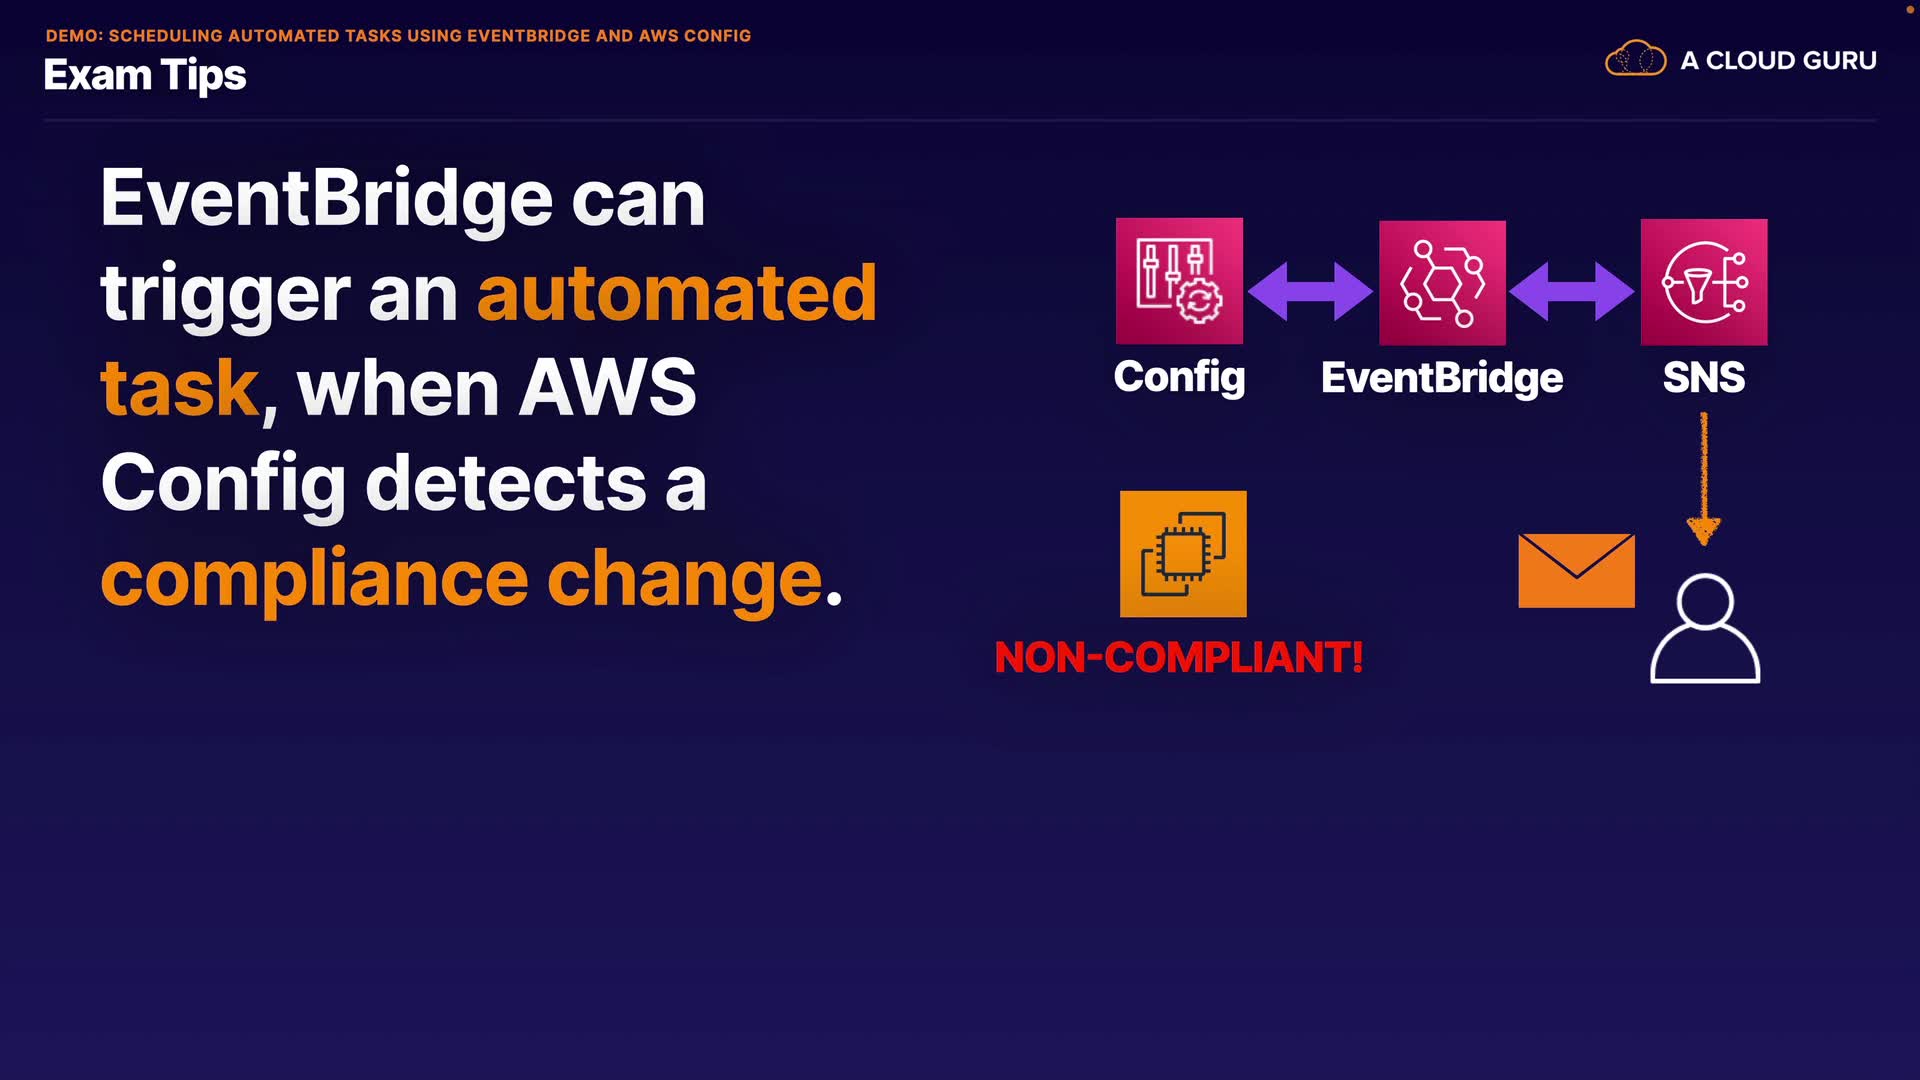 DEMO: SCHEDULING AUTOMATED TASKS USING EVENTBRIDGE AND AWS CONFIG
Exam Tips
A CLOUD GURU
EventBridge can
trigger an automated
task, when AWS
Config detects a
compliance change.
Config
EventBridge
SNS
NON-COMPLIANT!